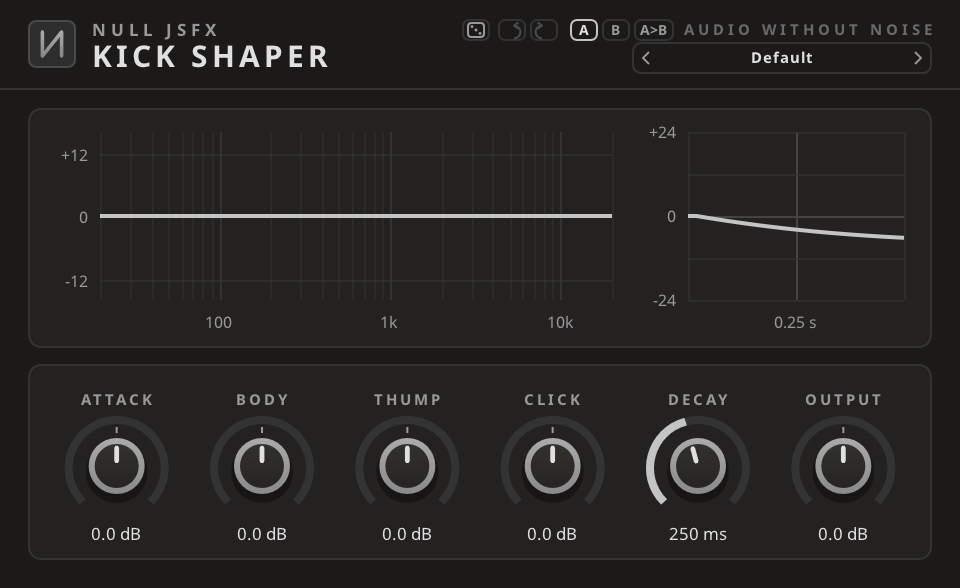 NULL JSFX
KICK SHAPER
A B A>B AUDIO WITHOUT NOISE
Default
+12
0
-12
100 1k 10k
+24
0
-24
0.25 s
ATTACK BODY THUMP CLICK DECAY OUTPUT
0.0 dB 0.0 dB 0.0 dB 0.0 dB 250 ms 0.0 dB